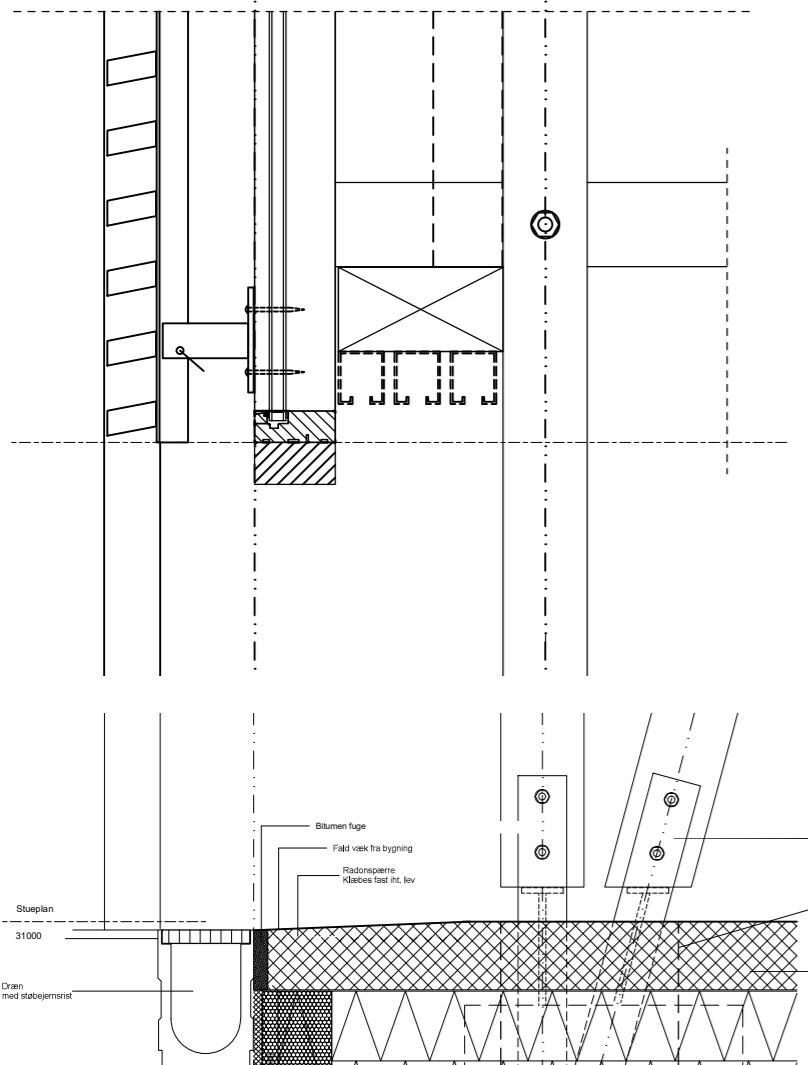 Bitumen fuge
Fald væk fra bygning
Radonspærre
Klæbes fast iht. lev
Stueplan
31000
Dræn
med støbejernsrist